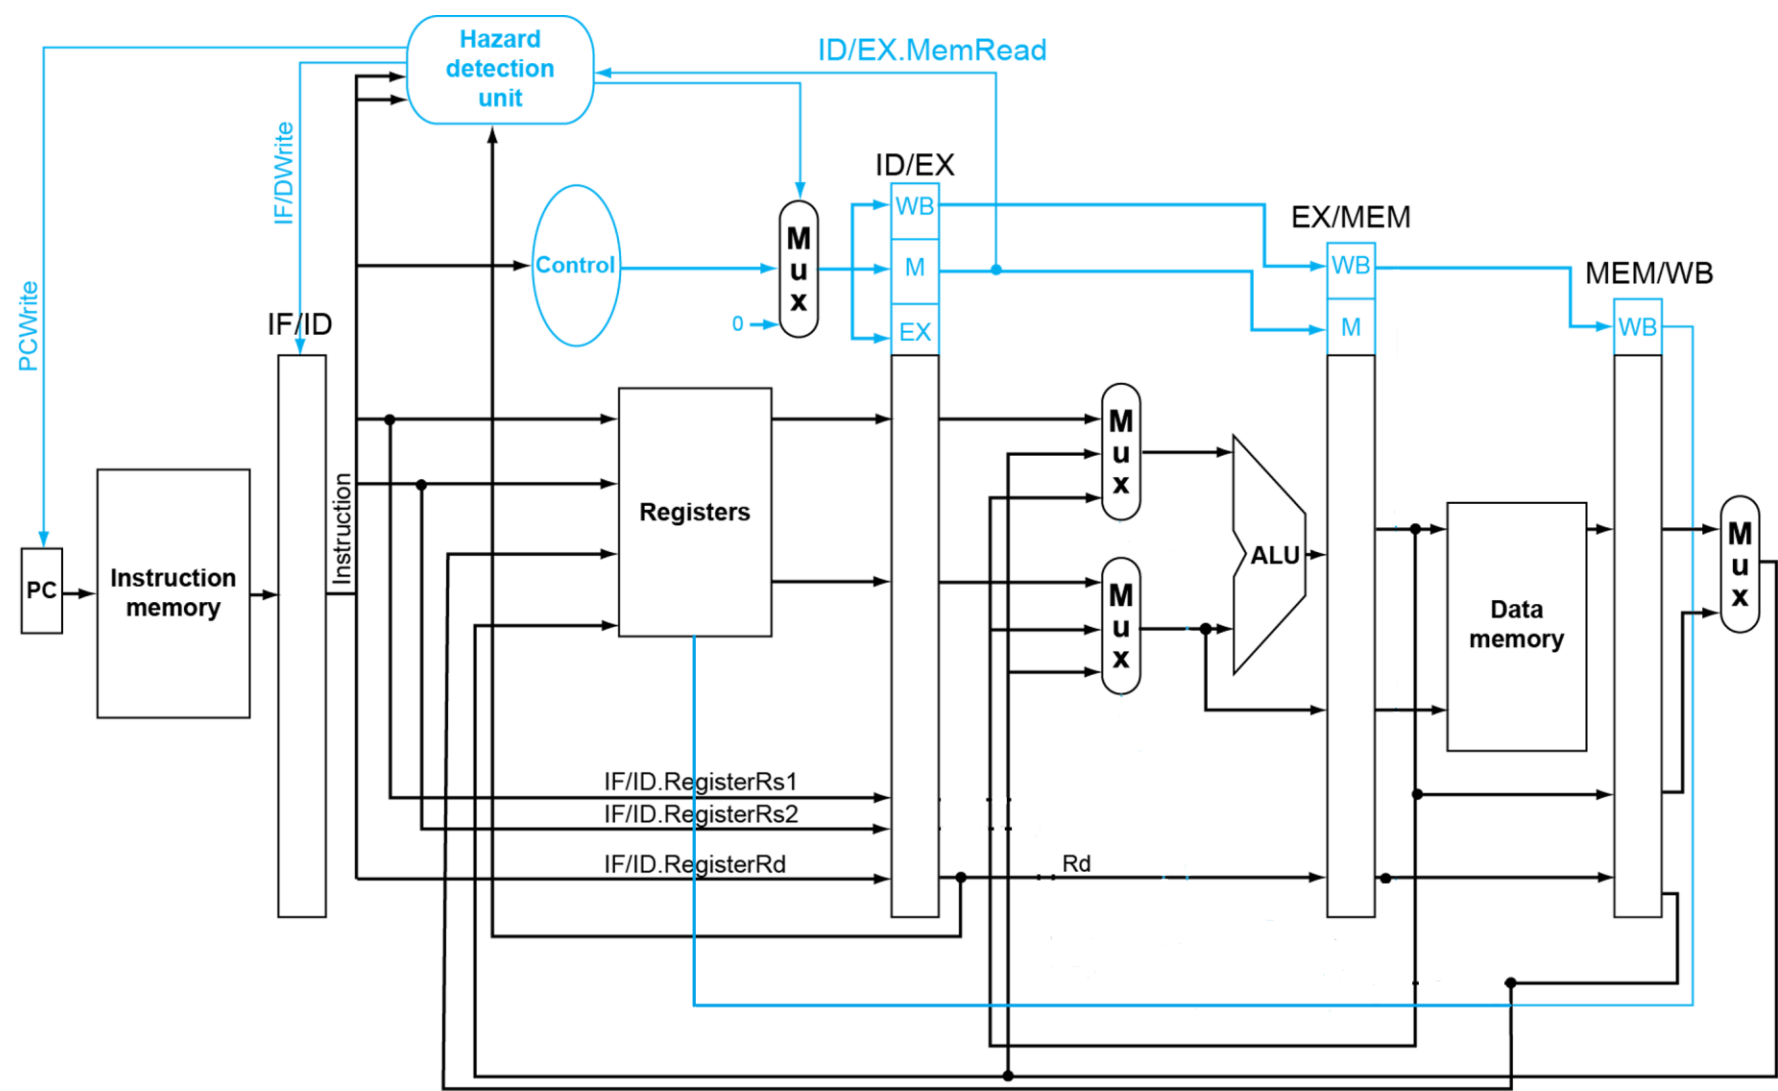 Hazard
detection
unit
ID/EX.MemRead
IF/DWrite
PCWrite
ID/EX
WB
M
EX
EX/MEM
WB
M
MEM/WB
WB
Control
0
M
u
x
IF/ID
Instruction
PC
Instruction
memory
Registers
M
u
x
M
u
x
ALU
Data
memory
M
u
x
IF/ID.RegisterRs1
IF/ID.RegisterRs2
IF/ID.RegisterRd
Rd